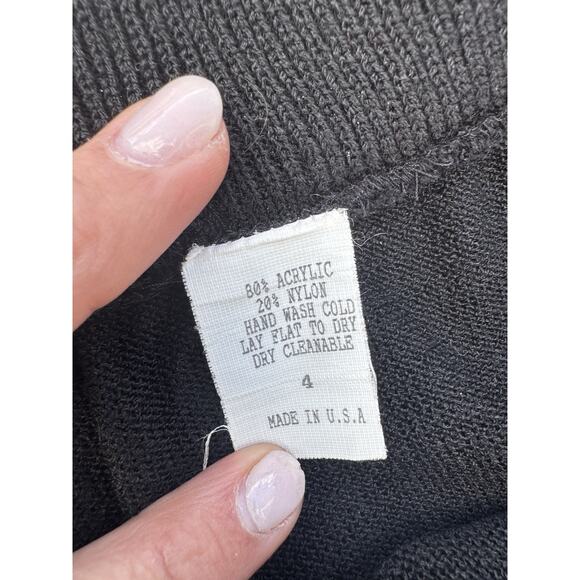 80% ACRYLIC
20% NYLON
HAND WASH COLD
LAY FLAT TO DRY
DRY CLEANABLE
4
MADE IN U.S.A